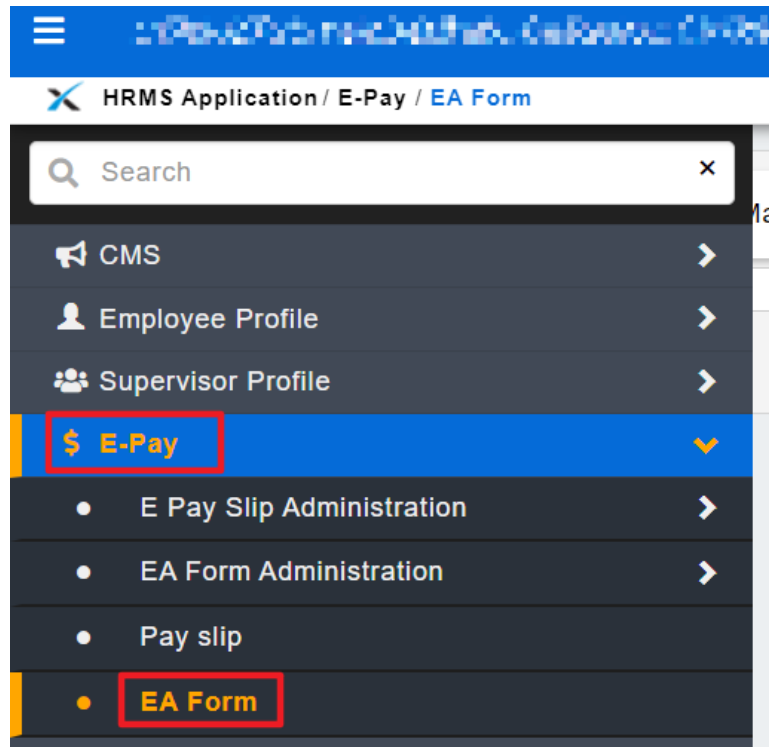 HRMS Application / E-Pay / EA Form
Search ×
CMS
Employee Profile
Supervisor Profile
$ E-Pay
E Pay Slip Administration
EA Form Administration
Pay slip
EA Form